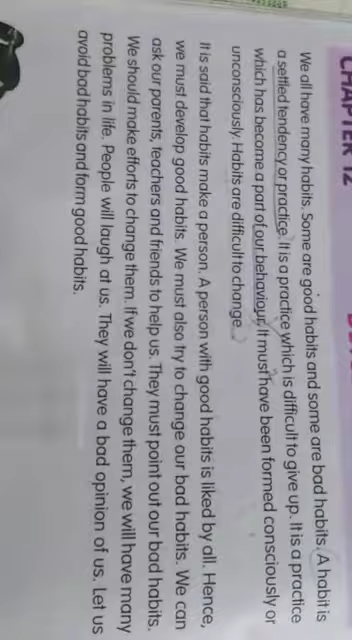 CHAPTER 12
We all have many habits. Some are good habits and some are bad habits. A habit is
a settled tendency or practice. It is a practice which is difficult to give up. It is a practice
which has become a part of our behaviour. It must have been formed consciously or
unconsciously. Habits are difficult to change.
It is said that habits make a person. A person with good habits is liked by all. Hence,
we must develop good habits. We must also try to change our bad habits. We can
ask our parents, teachers and friends to help us. They must point out our bad habits.
We should make efforts to change them. If we don't change them, we will have many
problems in life. People will laugh at us. They will have a bad opinion of us. Let us
avoid bad habits and form good habits.